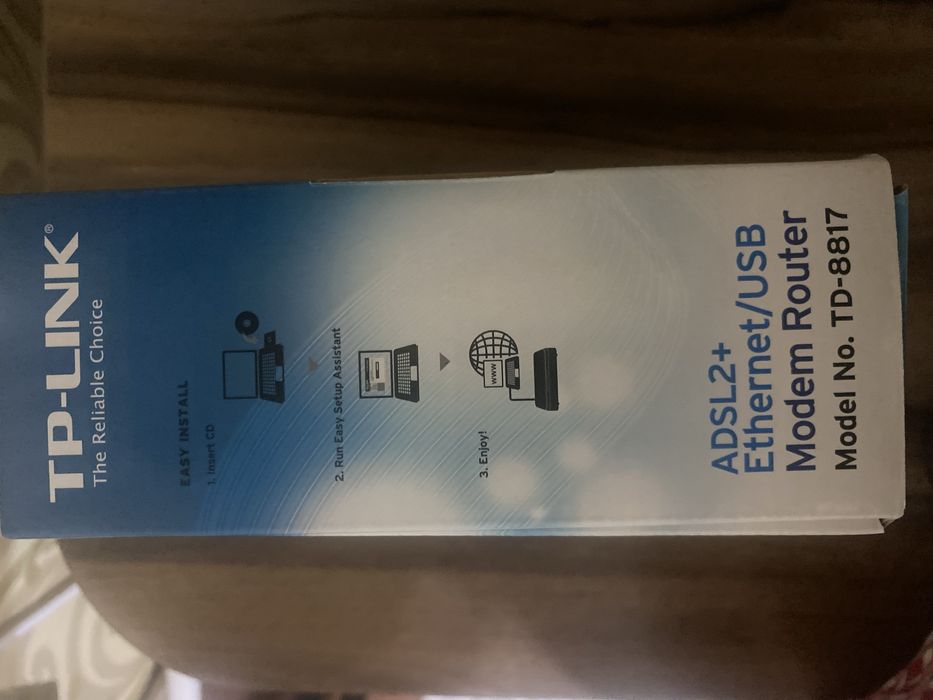 TP-LINK®
The Reliable Choice
EASY INSTALL
1. Insert CD
2. Run Easy Setup Assistant
www
3. Enjoy!
ADSL2+
Ethernet/USB
Modem Router
Model No. TD-8817